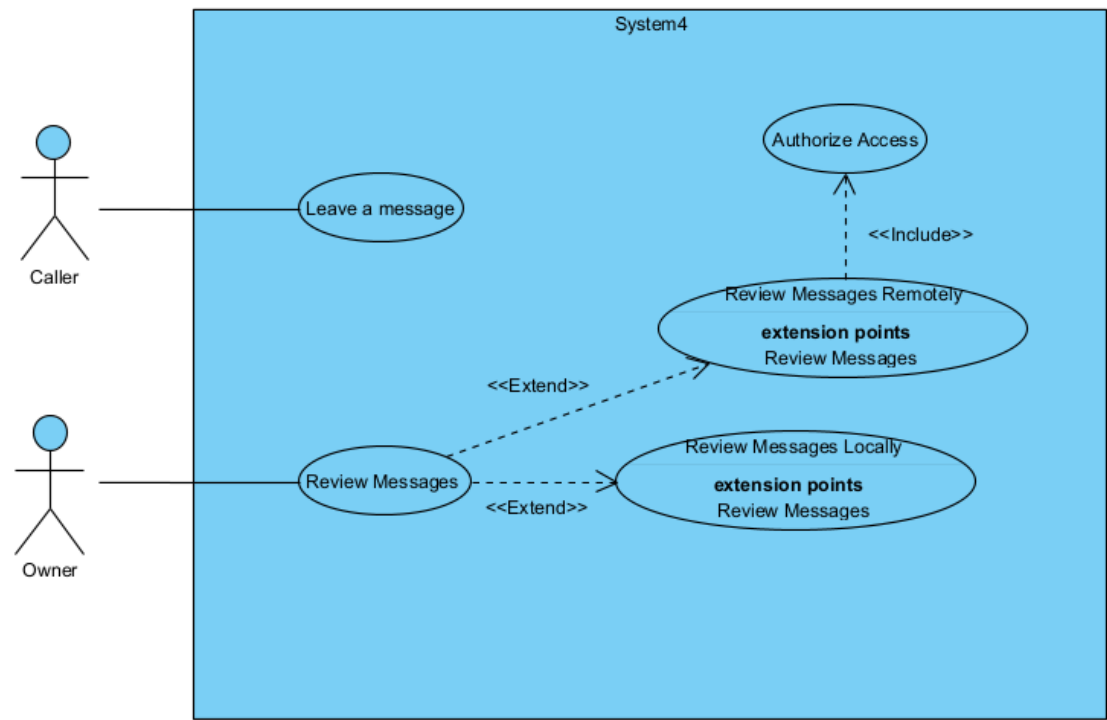 System4
Authorize Access
Leave a message
<<Include>>
Caller
Review Messages Remotely
extension points
Review Messages
<<Extend>>
Review Messages Locally
Review Messages
extension points
<<Extend>>
Review Messages
Owner